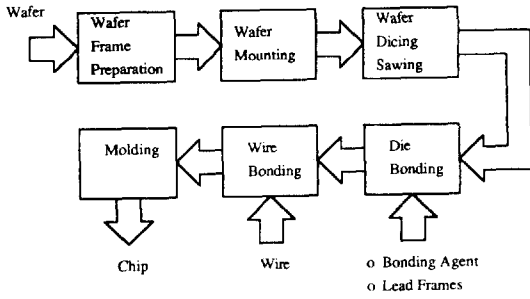 Wafer
Wafer
Frame
Preparation
Wafer
Mounting
Wafer
Dicing
Sawing
Molding
Wire
Bonding
Die
Bonding
Chip
Wire
o Bonding Agent
o Lead Frames